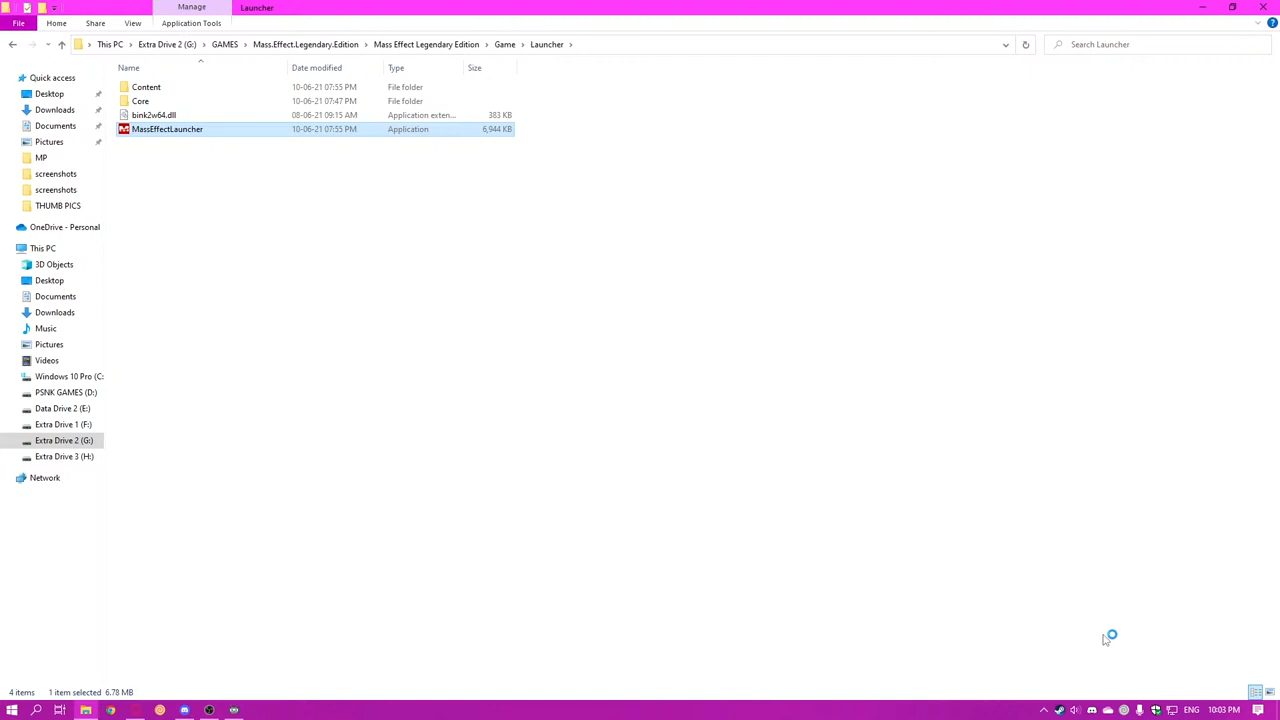 Manage
Launcher
File
Home
Share
View
Application Tools
This PC
Extra Drive 2 (G:)
GAMES
Mass.Effect.Legendary.Edition
Mass Effect Legendary Edition
Game
Launcher
Search Launcher
Name
Date modified
Type
Size
Content
10-06-21 07:55 PM
File folder
Core
10-06-21 07:47 PM
File folder
bink2w64.dll
08-06-21 09:15 AM
Application exten...
383 KB
MassEffectLauncher
10-06-21 07:55 PM
Application
6,944 KB
Quick access
Desktop
Downloads
Documents
Pictures
MP
screenshots
screenshots
THUMB PICS
OneDrive - Personal
This PC
3D Objects
Desktop
Documents
Downloads
Music
Pictures
Videos
Windows 10 Pro (C:
PSNK GAMES (D:)
Data Drive 2 (E:)
Extra Drive 1 (F:)
Extra Drive 2 (G:)
Extra Drive 3 (H:)
Network
4 items
1 item selected 6.78 MB
ENG
10:03 PM